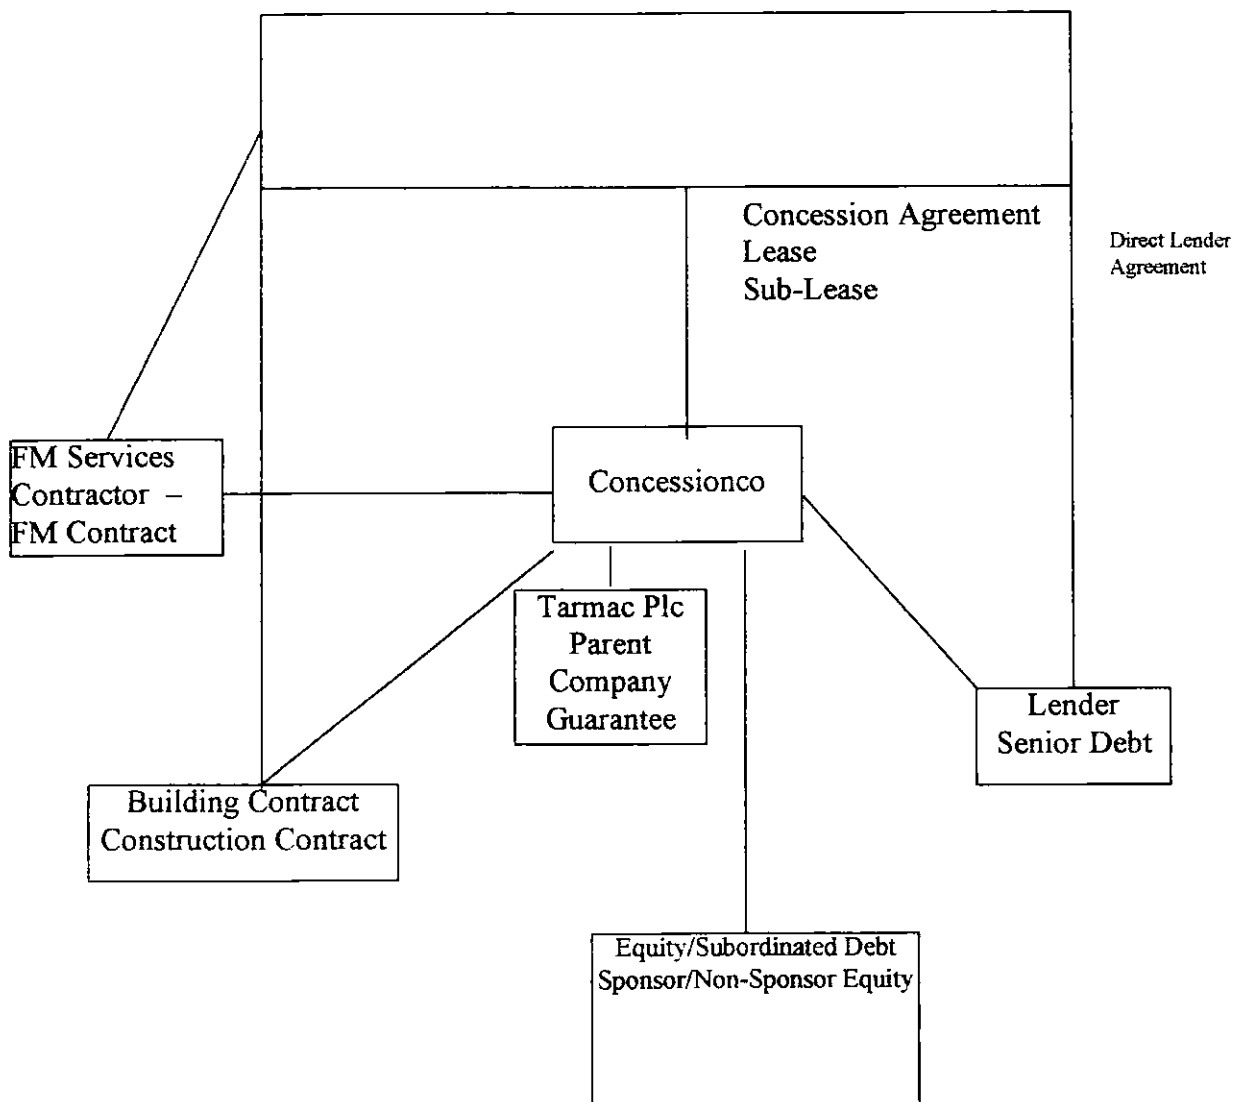 Concession Agreement
Lease
Sub-Lease
Direct Lender
Agreement
FM Services
Contractor –
FM Contract
Concessionco
Tarmac Plc
Parent
Company
Guarantee
Lender
Senior Debt
Building Contract
Construction Contract
Equity/Subordinated Debt
Sponsor/Non-Sponsor Equity